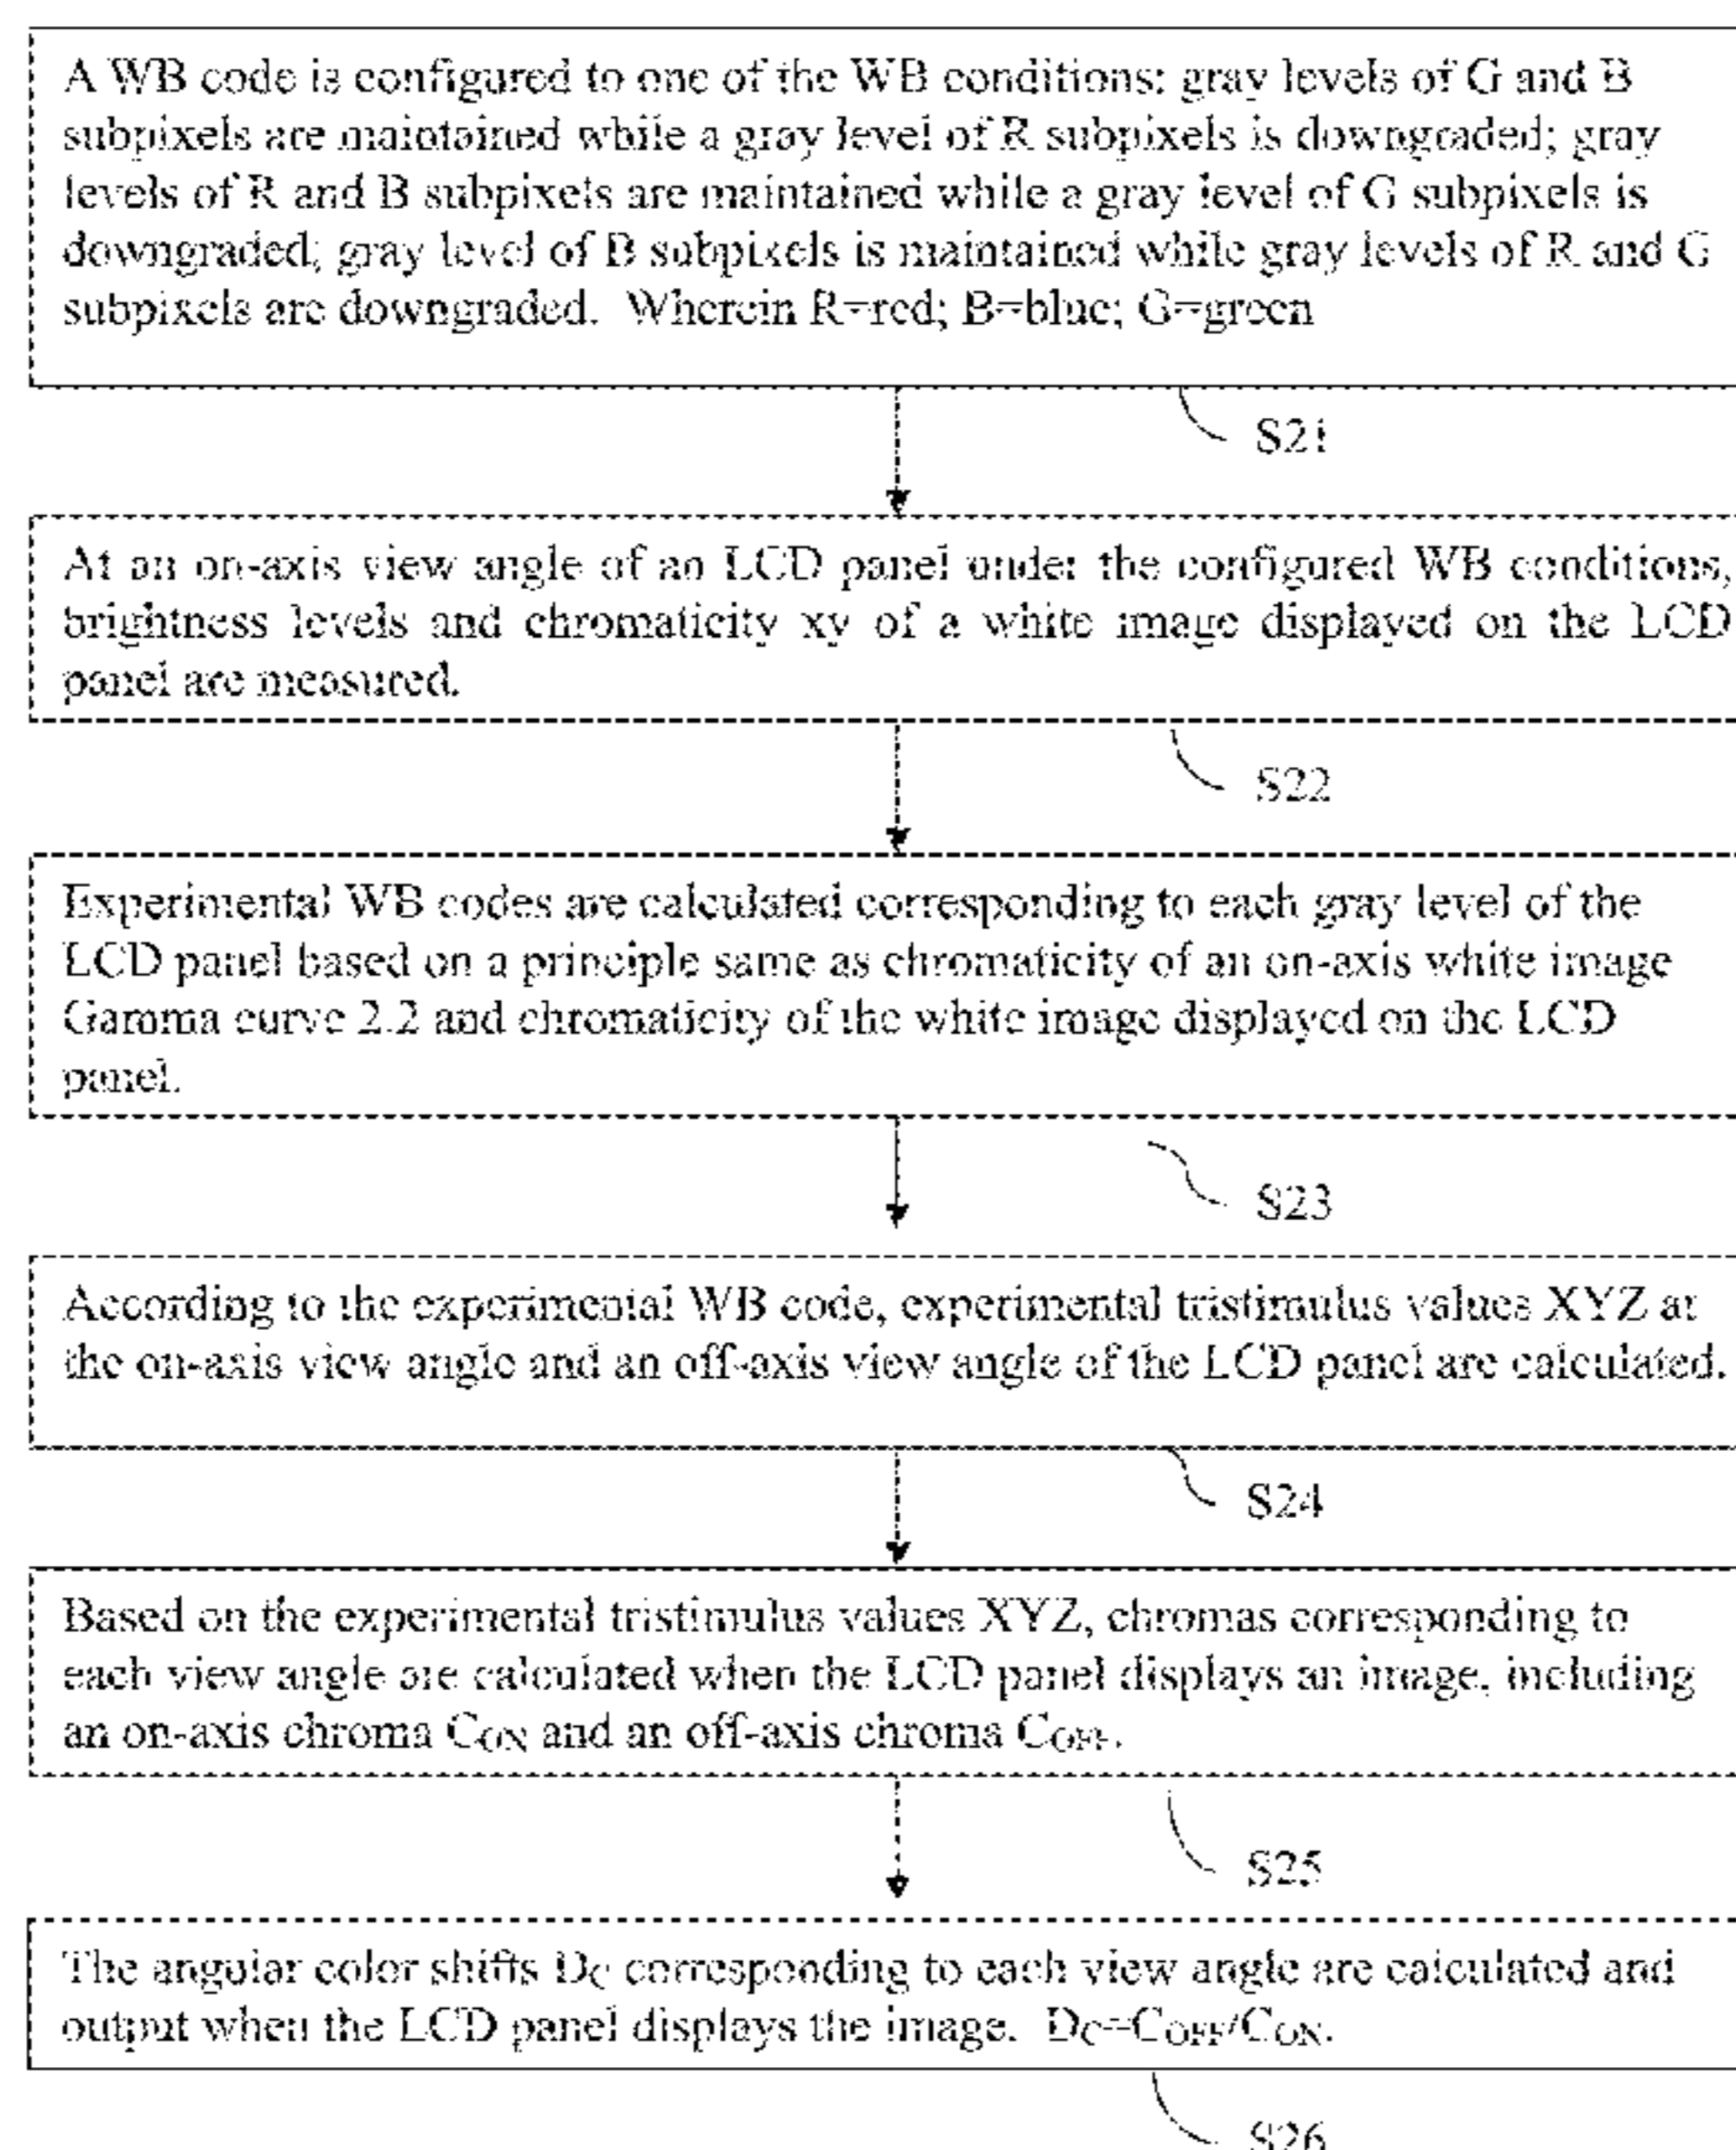 A WB code is configured to one of the WB conditions: gray levels of G and B
subpixels are maintained while a gray level of R subpixels is downgraded; gray
levels of R and B subpixels are maintained while a gray level of G subpixels is
downgraded; gray level of B subpixels is maintained while gray levels of R and G
subpixels are downgraded. Wherein R=red; B=blue; G=green
S21
At an on-axis view angle of an LCD panel under the configured WB conditions,
brightness levels and chromaticity xy of a white image displayed on the LCD
panel are measured.
S22
Experimental WB codes are calculated corresponding to each gray level of the
LCD panel based on a principle same as chromaticity of an on-axis white image
Gamma curve 2.2 and chromaticity of the white image displayed on the LCD
panel.
S23
According to the experimental WB code, experimental tristimulus values XYZ at
the on-axis view angle and an off-axis view angle of the LCD panel are calculated.
S24
Based on the experimental tristimulus values XYZ, chromas corresponding to
each view angle are calculated when the LCD panel displays an image, including
an on-axis chroma CON and an off-axis chroma COFF.
S25
The angular color shifts DC corresponding to each view angle are calculated and
output when the LCD panel displays the image. DC=COFF/CON.
S26